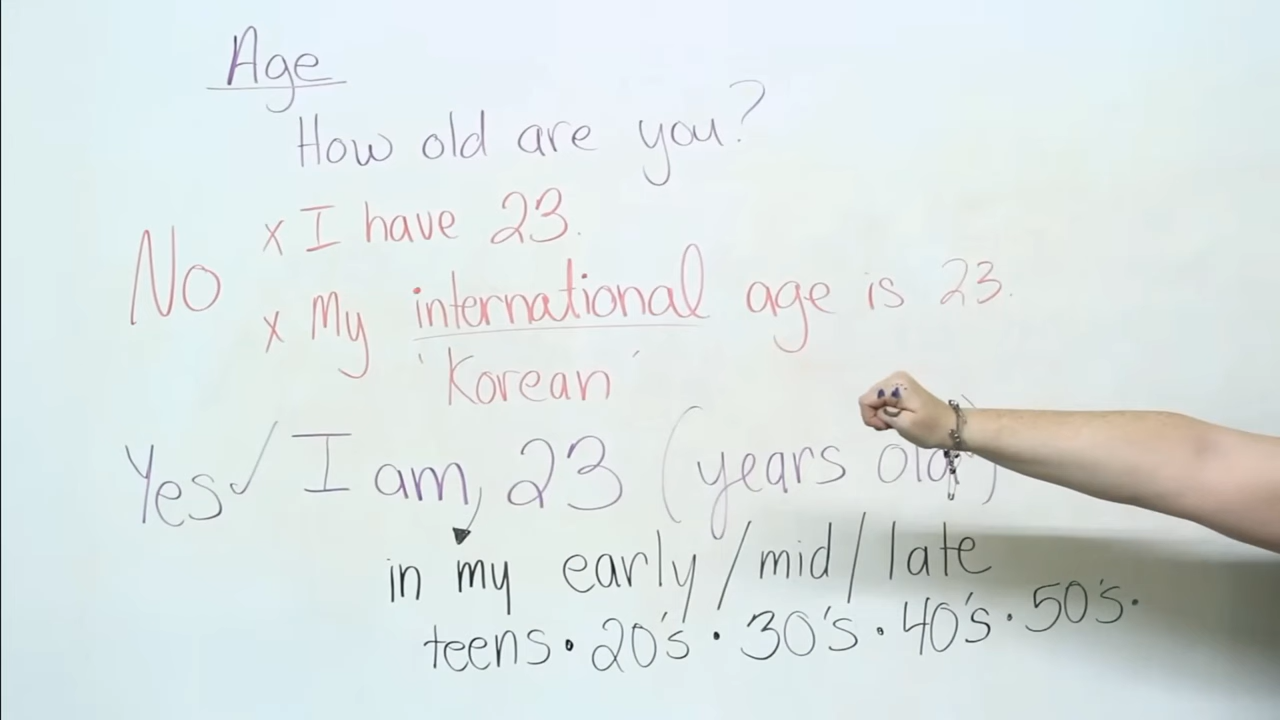 Age
How old are you?
No x I have 23.
x My international age is 23.
'Korean'
Yes ✓ I am 23 (years old)
in my early / mid / late
teens • 20's • 30's • 40's • 50's •